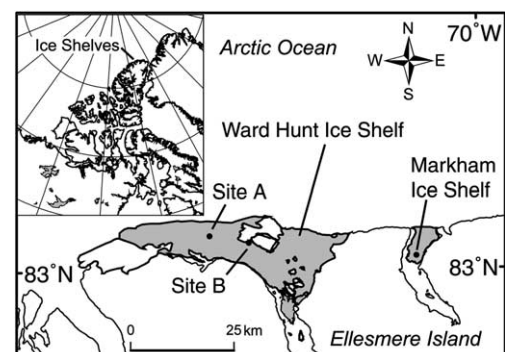 Ice Shelves
Arctic Ocean
70°W
N
W E
S
Ward Hunt Ice Shelf
Markham
Ice Shelf
Site A
Site B
83°N
83°N
0 25 km
Ellesmere Island